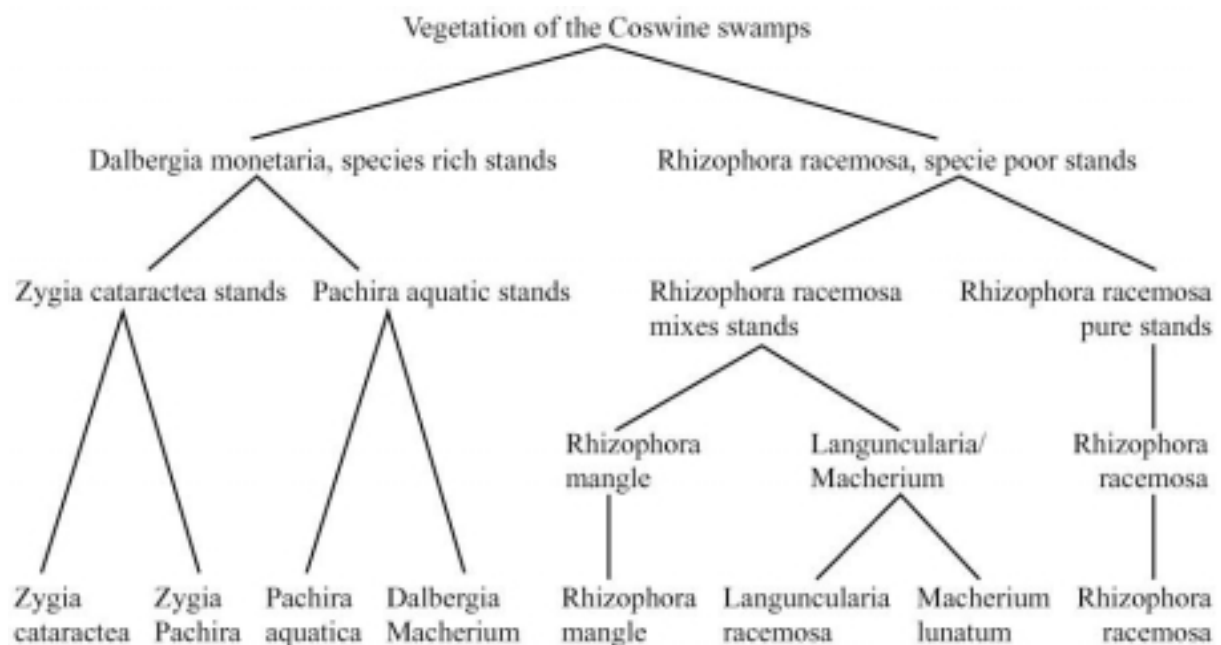 Vegetation of the Coswine swamps
Dalbergia monetaria, species rich stands
Rhizophora racemosa, specie poor stands
Zygia cataractea stands
Pachira aquatic stands
Rhizophora racemosa
mixes stands
Rhizophora racemosa
pure stands
Rhizophora
mangle
Languncularia/
Macherium
Rhizophora
racemosa
Zygia
cataractea
Zygia
Pachira
Pachira
aquatica
Dalbergia
Macherium
Rhizophora
mangle
Languncularia
racemosa
Macherium
lunatum
Rhizophora
racemosa